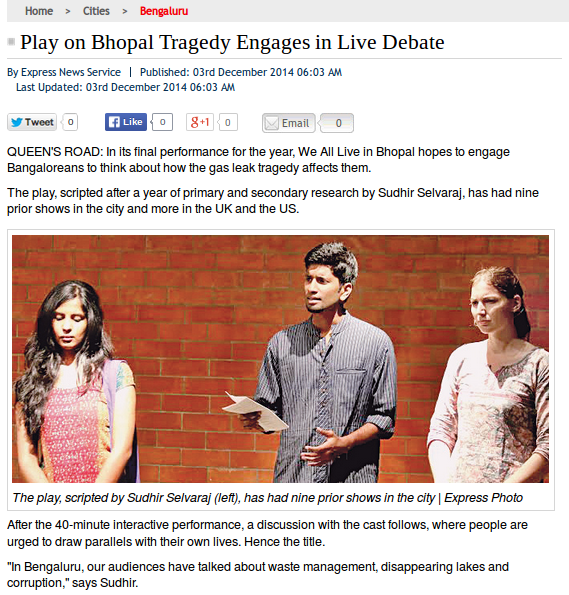 Home > Cities > Bengaluru
Play on Bhopal Tragedy Engages in Live Debate
By Express News Service | Published: 03rd December 2014 06:03 AM
Last Updated: 03rd December 2014 06:03 AM
Tweet 0 Like 0 g+1 0 Email 0
QUEEN'S ROAD: In its final performance for the year, We All Live in Bhopal hopes to engage
Bangaloreans to think about how the gas leak tragedy affects them.
The play, scripted after a year of primary and secondary research by Sudhir Selvaraj, has had nine
prior shows in the city and more in the UK and the US.
The play, scripted by Sudhir Selvaraj (left), has had nine prior shows in the city | Express Photo
After the 40-minute interactive performance, a discussion with the cast follows, where people are
urged to draw parallels with their own lives. Hence the title.
"In Bengaluru, our audiences have talked about waste management, disappearing lakes and
corruption," says Sudhir.